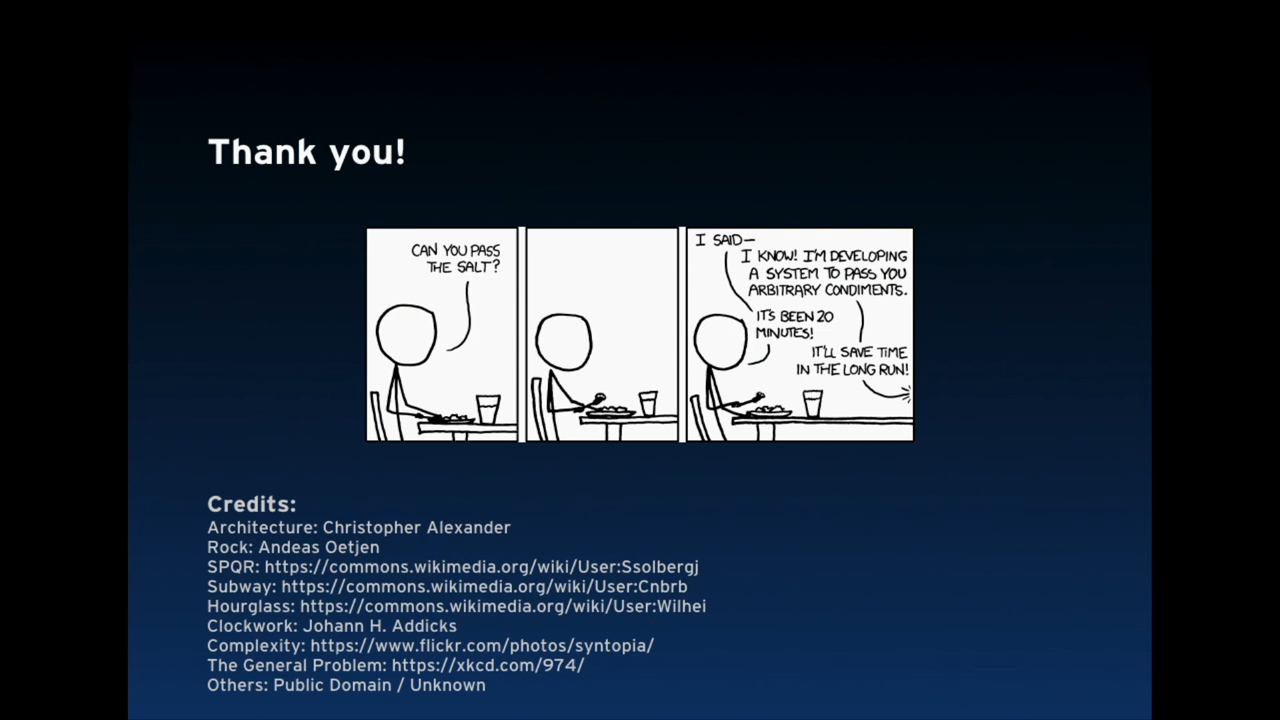 Thank you!
CAN YOU PASS
THE SALT?
I SAID—
I KNOW! I'M DEVELOPING
A SYSTEM TO PASS YOU
ARBITRARY CONDIMENTS.
IT'S BEEN 20
MINUTES!
IT'LL SAVE TIME
IN THE LONG RUN!
Credits:
Architecture: Christopher Alexander
Rock: Andeas Oetjen
SPQR: https://commons.wikimedia.org/wiki/User:Ssolbergj
Subway: https://commons.wikimedia.org/wiki/User:Cnbrb
Hourglass: https://commons.wikimedia.org/wiki/User:Wilhei
Clockwork: Johann H. Addicks
Complexity: https://www.flickr.com/photos/syntopia/
The General Problem: https://xkcd.com/974/
Others: Public Domain / Unknown